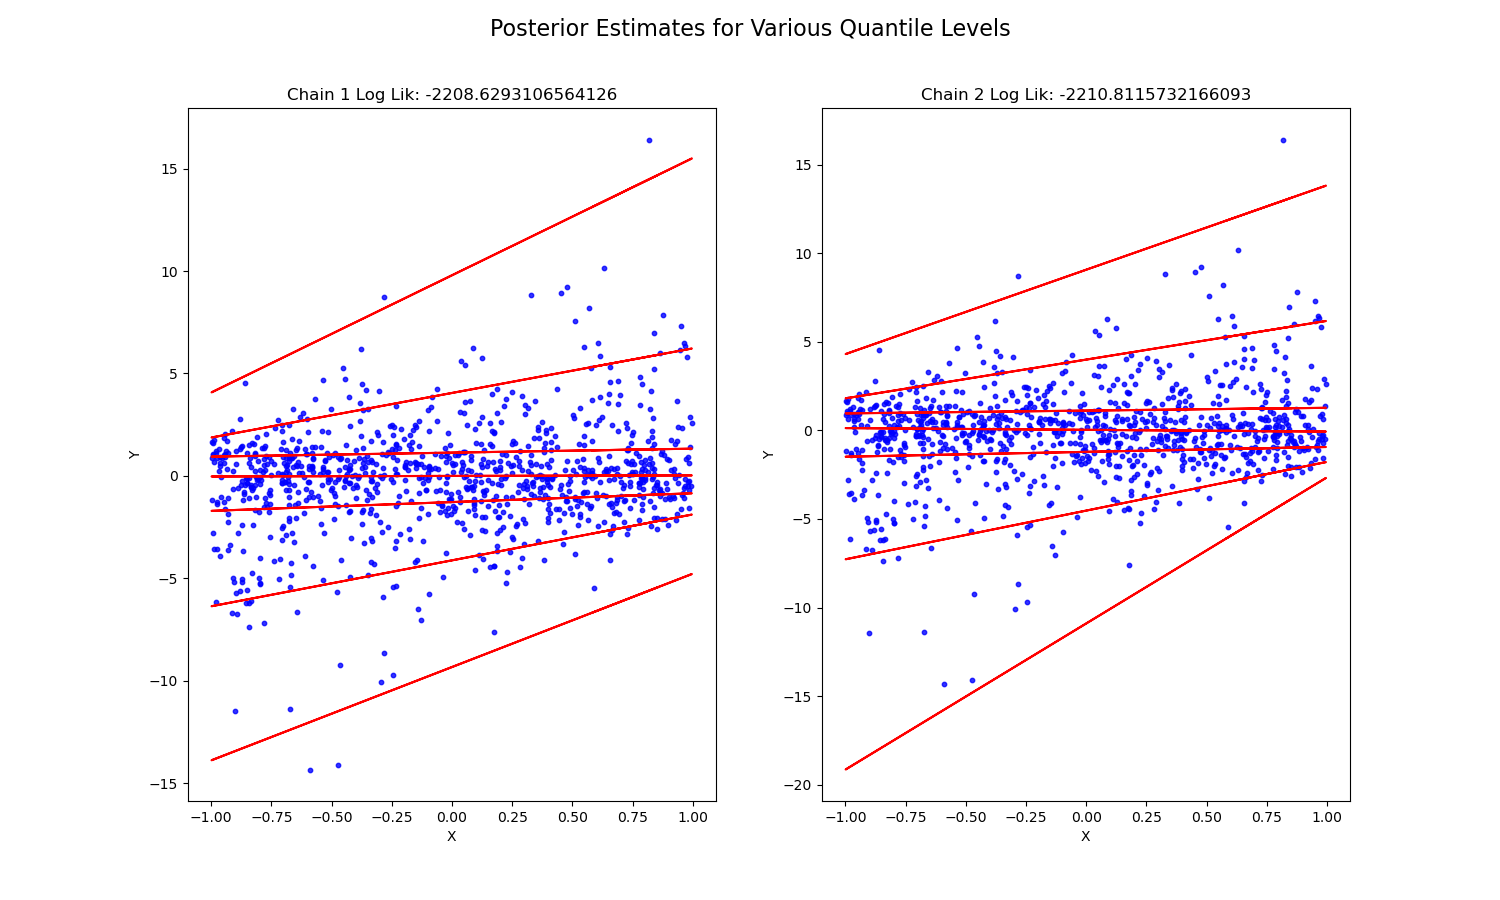 Posterior Estimates for Various Quantile Levels
Chain 1 Log Lik: -2208.6293106564126
15
10
5
0
−5
−10
−15
Y
−1.00 −0.75 −0.50 −0.25 0.00 0.25 0.50 0.75 1.00
X
Chain 2 Log Lik: -2210.8115732166093
15
10
5
0
−5
−10
−15
−20
Y
−1.00 −0.75 −0.50 −0.25 0.00 0.25 0.50 0.75 1.00
X